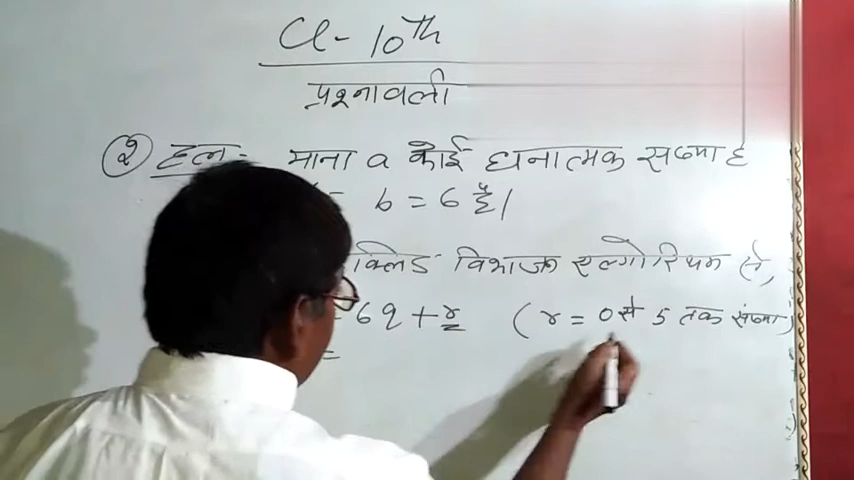 Cl - 10Th
प्रश्नावली
② हल:- माना a कोई धनात्मक संख्या है
b = 6 है।
क्लिड विभाजन एल्गोरिथम से,
= 6q + r (r = 0 से 5 तक संख्या)
=